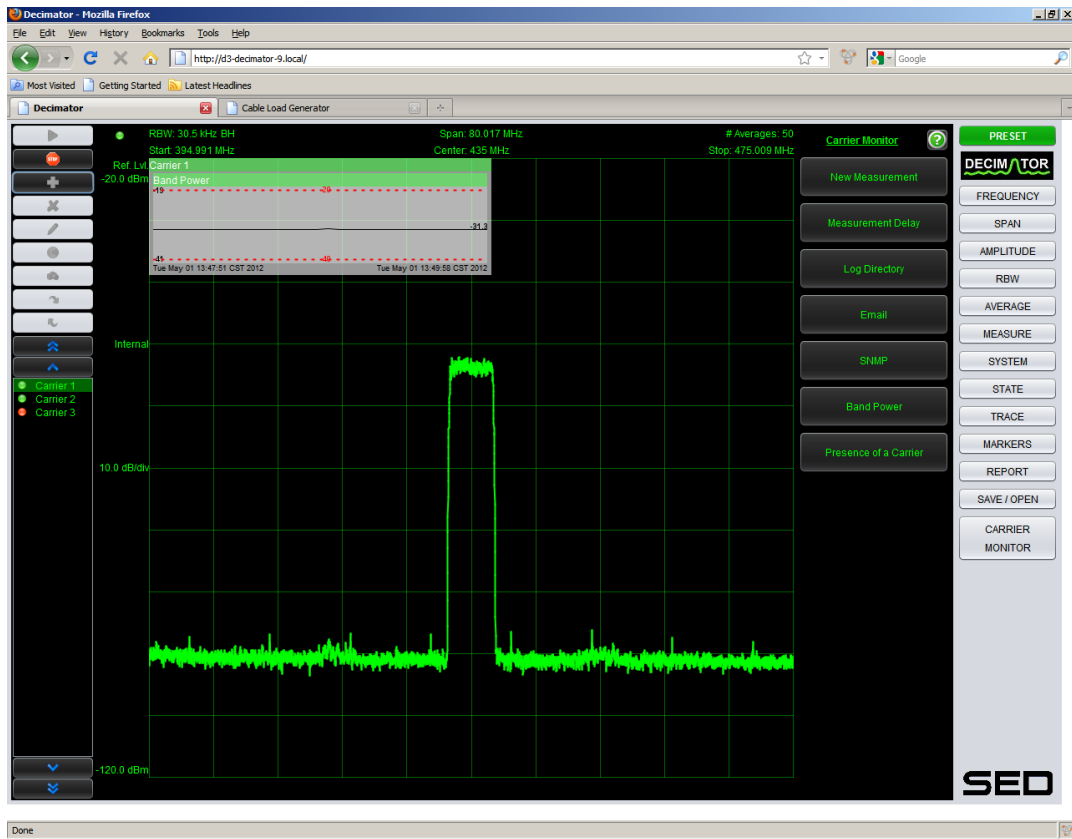 Decimator - Mozilla Firefox
File Edit View History Bookmarks Tools Help
http://d3-decimator-9.local/
Google
Most Visited Getting Started Latest Headlines
Decimator
Cable Load Generator
STOP
RBW: 30.5 kHz BH
Span: 80.017 MHz
# Averages: 50
Start: 394.991 MHz
Center: 435 MHz
Stop: 475.009 MHz
Ref. Lvl.
-20.0 dBm
Carrier 1
Band Power
-19
-20
-31.3
-41
-40
Tue May 01 13:47:51 CST 2012
Tue May 01 13:49:58 CST 2012
Internal
10.0 dB/div
-120.0 dBm
Carrier 1
Carrier 2
Carrier 3
Carrier Monitor
?
New Measurement
Measurement Delay
Log Directory
Email
SNMP
Band Power
Presence of a Carrier
PRESET
DECIMATOR
FREQUENCY
SPAN
AMPLITUDE
RBW
AVERAGE
MEASURE
SYSTEM
STATE
TRACE
MARKERS
REPORT
SAVE / OPEN
CARRIER
MONITOR
SED
Done